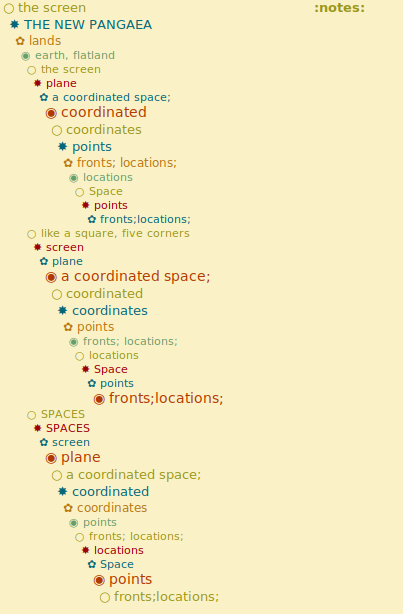 the screen :notes:
THE NEW PANGAEA
lands
earth, flatland
the screen
plane
a coordinated space;
coordinated
coordinates
points
fronts; locations;
locations
Space
points
fronts;locations;
like a square, five corners
screen
plane
a coordinated space;
coordinated
coordinates
points
fronts; locations;
locations
Space
points
fronts;locations;
SPACES
SPACES
screen
plane
a coordinated space;
coordinated
coordinates
points
fronts; locations;
locations
Space
points
fronts;locations;